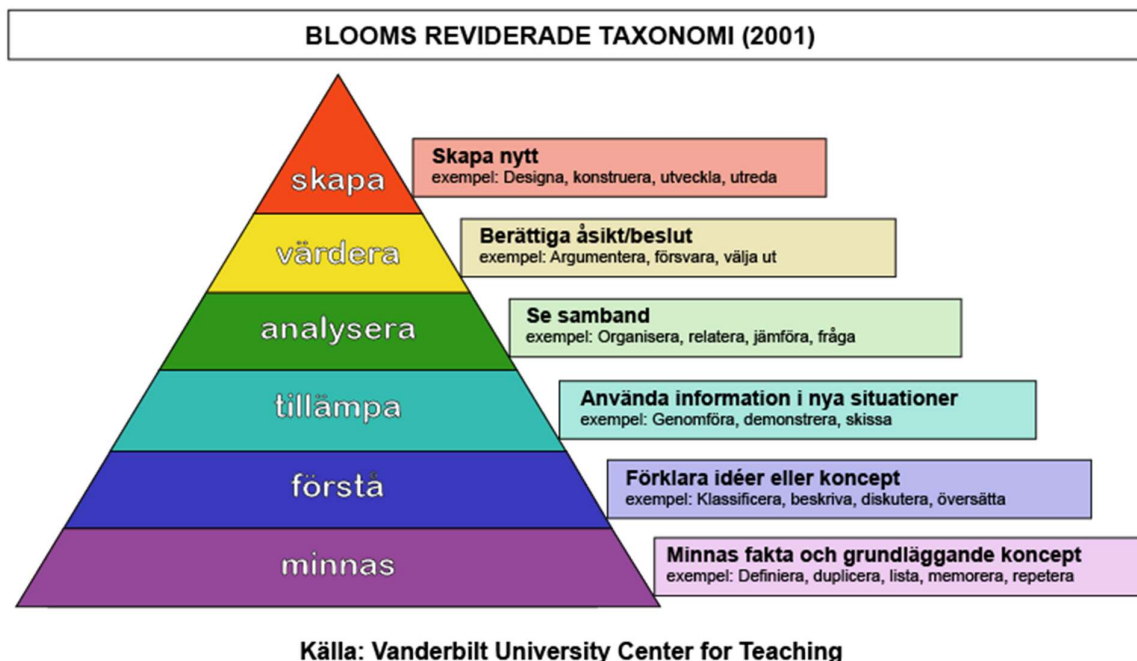 BLOOMS REVIDERADE TAXONOMI (2001)
skapa
Skapa nytt
exempel: Designa, konstruera, utveckla, utreda
värdera
Berättiga åsikt/beslut
exempel: Argumentera, försvara, välja ut
analysera
Se samband
exempel: Organisera, relatera, jämföra, fråga
tillämpa
Använda information i nya situationer
exempel: Genomföra, demonstrera, skissa
förstå
Förklara idéer eller koncept
exempel: Klassificera, beskriva, diskutera, översätta
minnas
Minnas fakta och grundläggande koncept
exempel: Definiera, duplicera, lista, memorera, repetera
Källa: Vanderbilt University Center for Teaching